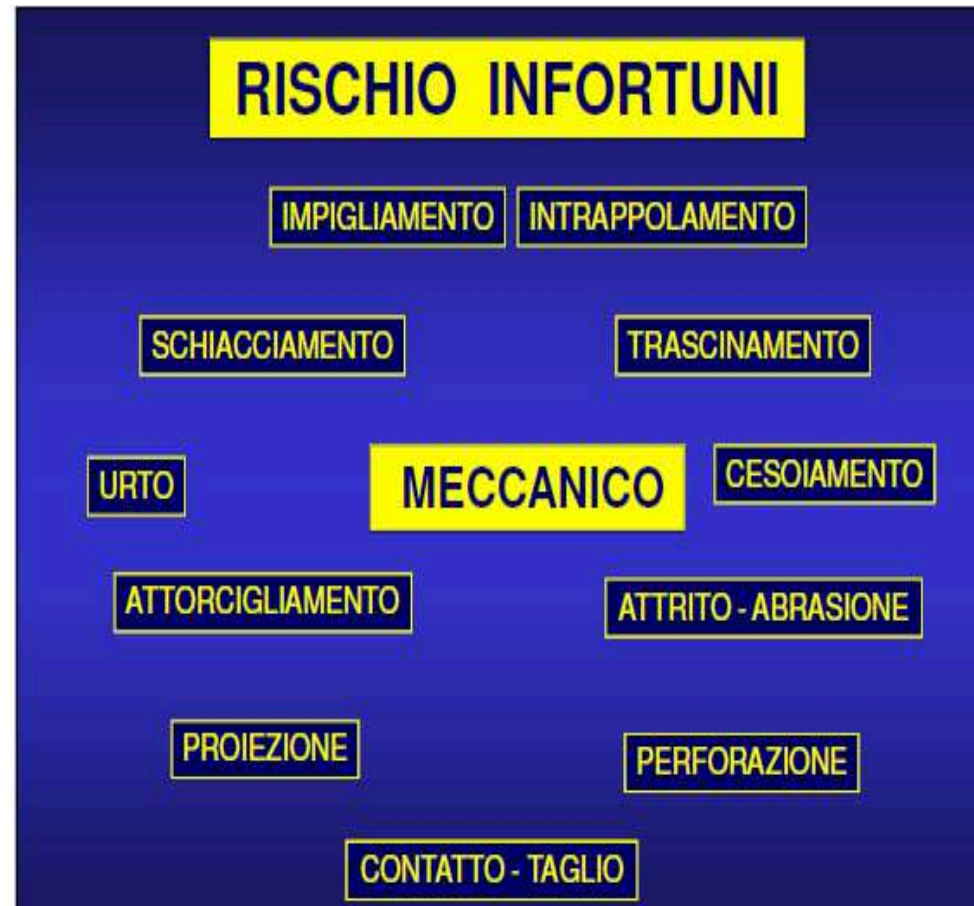 RISCHIO INFORTUNI
IMPIGLIAMENTO INTRAPPOLAMENTO
SCHIACCIAMENTO TRASCINAMENTO
URTO MECCANICO CESOIAMENTO
ATTORCIGLIAMENTO ATTRITO - ABRASIONE
PROIEZIONE PERFORAZIONE
CONTATTO - TAGLIO